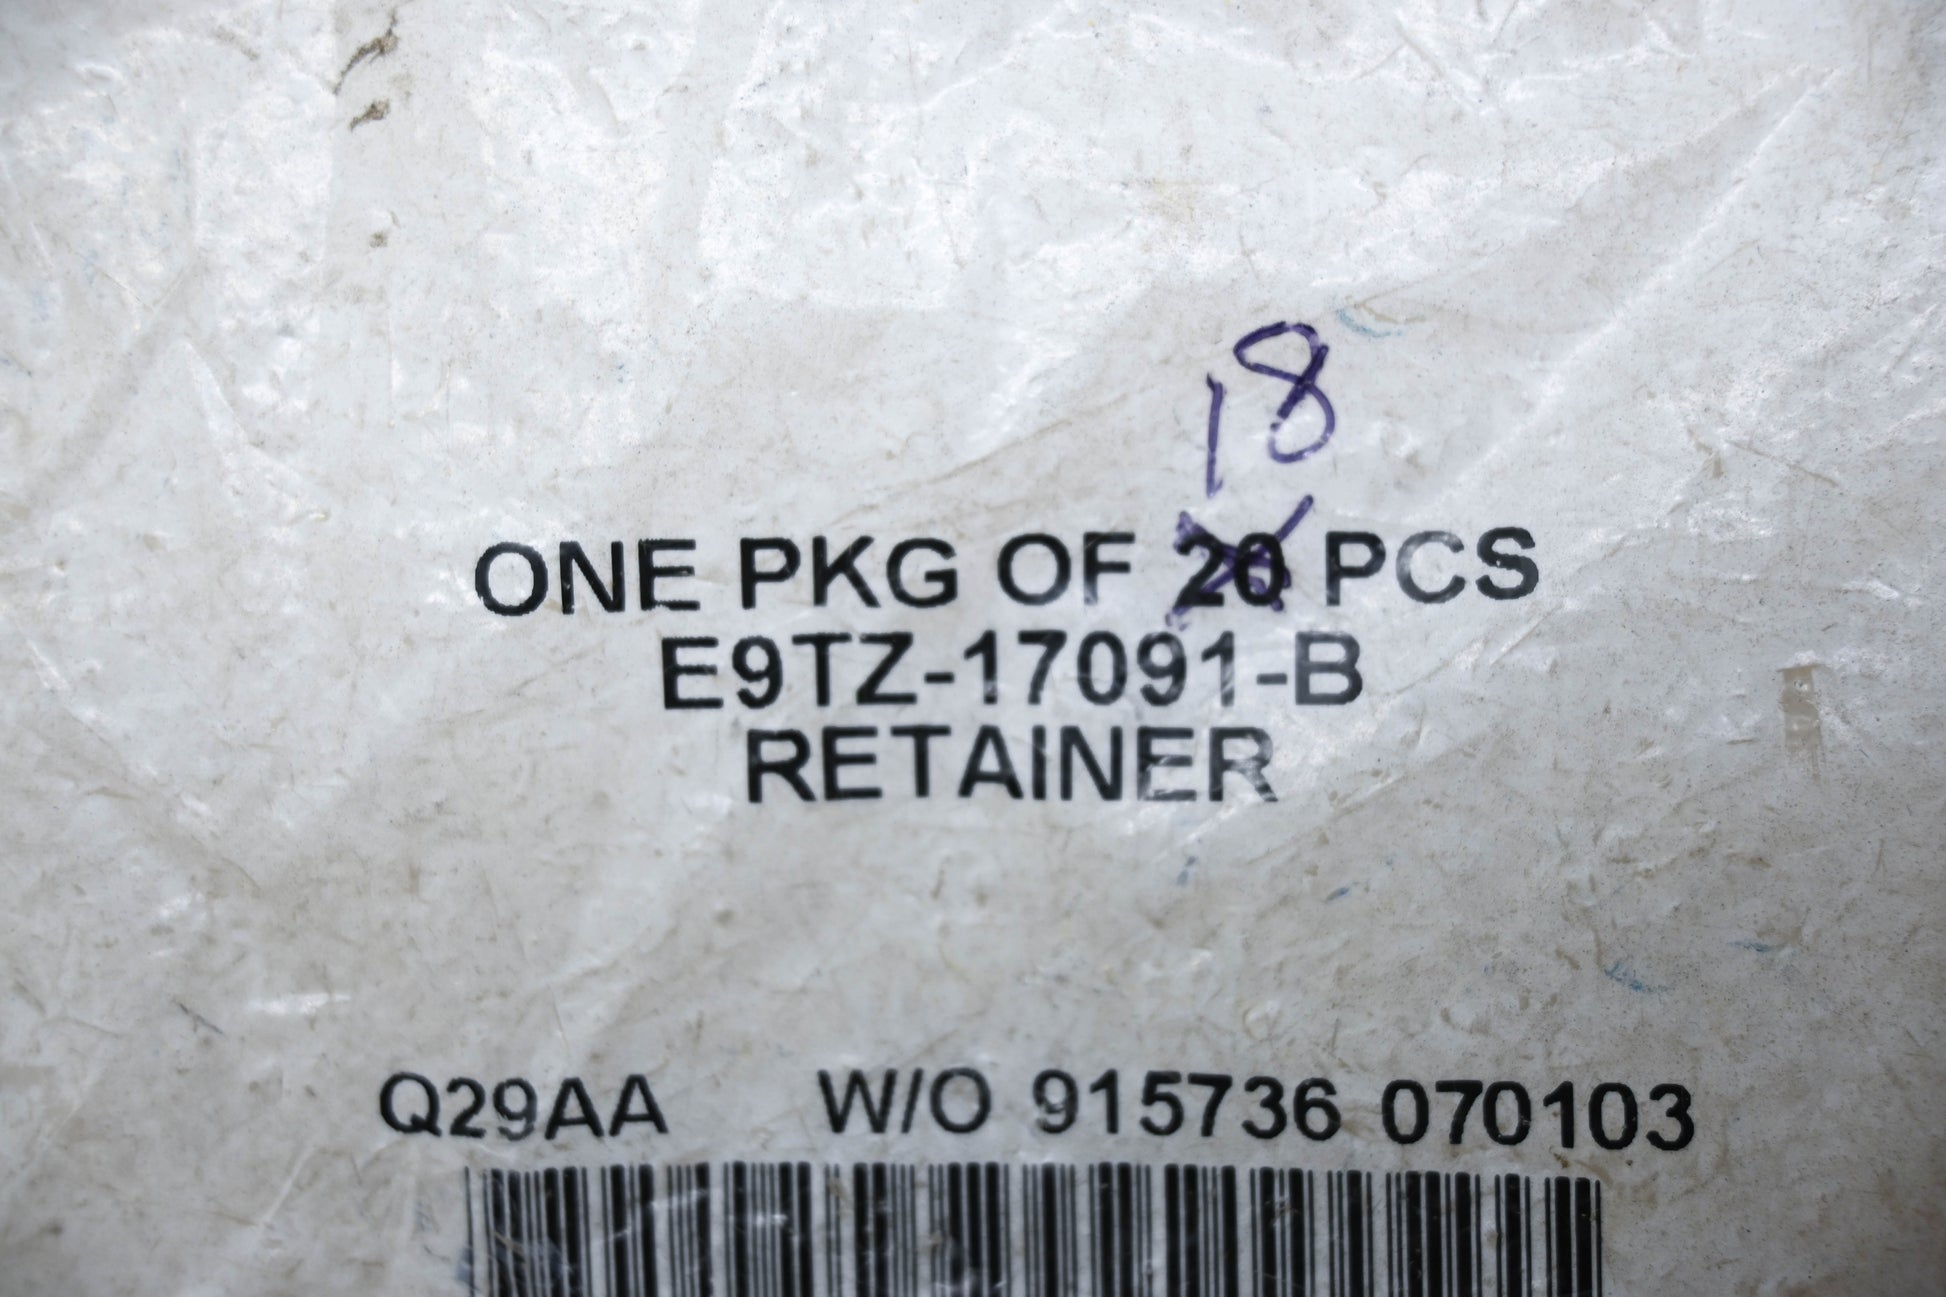 18
ONE PKG OF 20 PCS
E9TZ-17091-B
RETAINER
Q29AA W/O 915736 070103